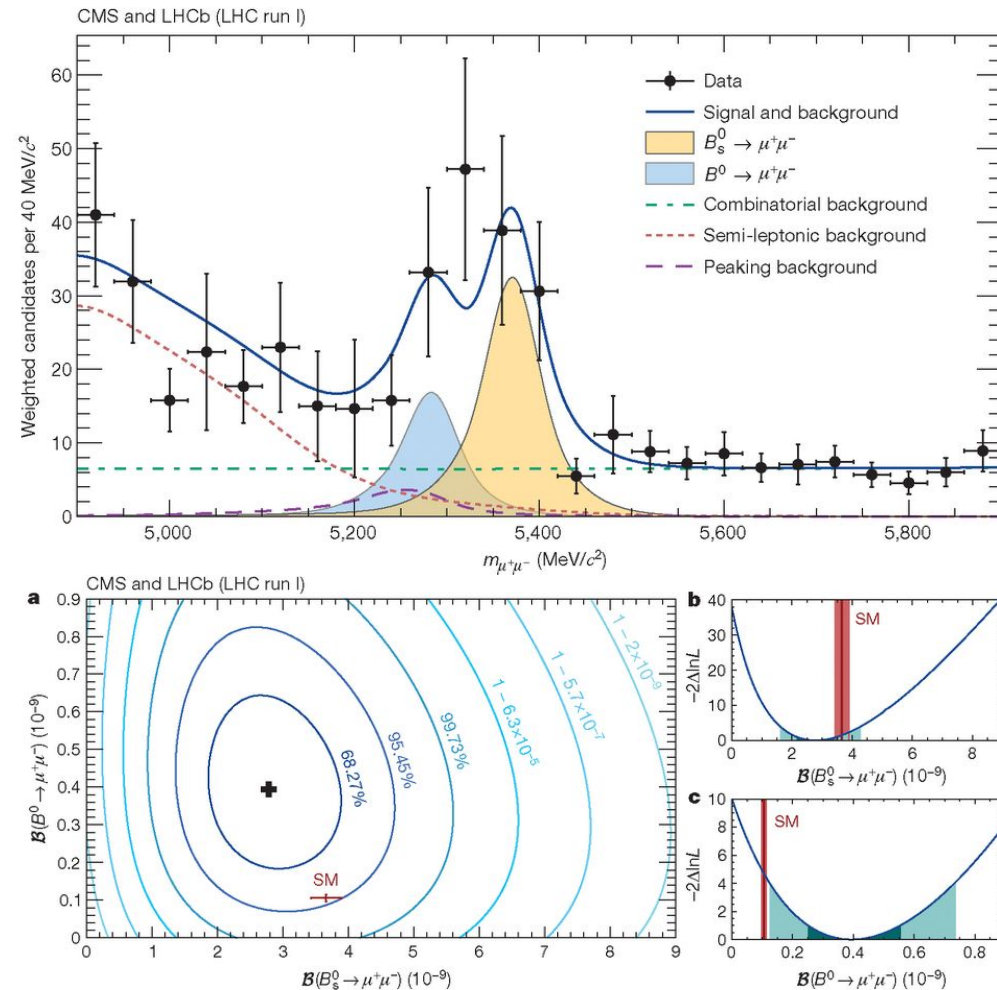 CMS and LHCb (LHC run I)
Weighted candidates per 40 MeV/c²
60
50
40
30
20
10
0
Data
Signal and background
B⁰ₛ → μ⁺μ⁻
B⁰ → μ⁺μ⁻
Combinatorial background
Semi-leptonic background
Peaking background
5,000 5,200 5,400 5,600 5,800
m_μ⁺μ⁻ (MeV/c²)
CMS and LHCb (LHC run I)
a
0.9
0.8
0.7
0.6
0.5
0.4
0.3
0.2
0.1
0
ℬ(B⁰ → μ⁺μ⁻) (10⁻⁹)
68.27%
95.45%
99.73%
1 – 6.3×10⁻⁵
1 – 5.7×10⁻⁷
1 – 2×10⁻⁹
SM
0 1 2 3 4 5 6 7 8 9
ℬ(B⁰ₛ → μ⁺μ⁻) (10⁻⁹)
b
40
30
20
10
0
−2ΔlnL
SM
0 2 4 6 8
ℬ(B⁰ₛ → μ⁺μ⁻) (10⁻⁹)
c
10
8
6
4
2
0
−2ΔlnL
SM
0 0.2 0.4 0.6 0.8
ℬ(B⁰ → μ⁺μ⁻) (10⁻⁹)